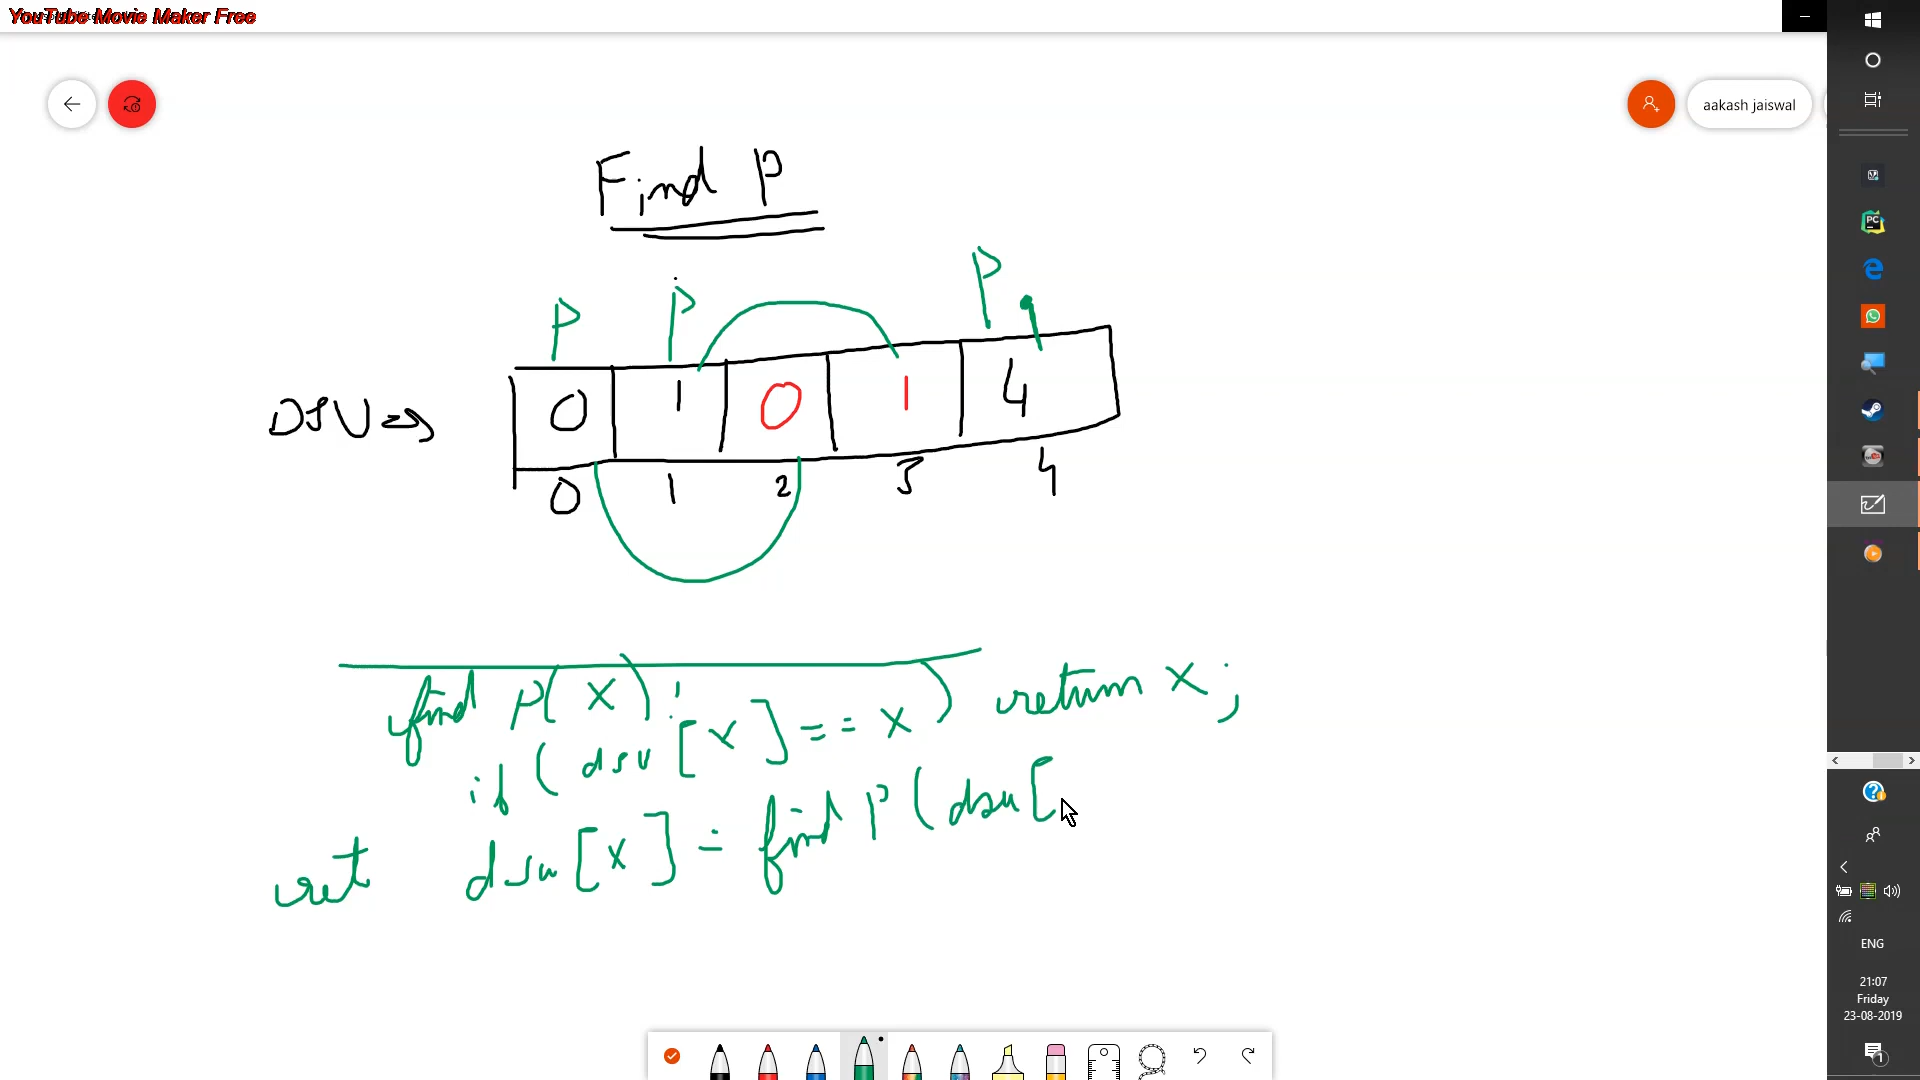 YouTube Movie Maker Free
aakash jaiswal
Find P
P P P
DSU⇒ 0 1 0 1 4
0 1 2 3 4
find P(x):
if (dsu[x]==x) return x;
ret dsu[x] = find P(dsu[
ENG
21:07
Friday
23-08-2019
1